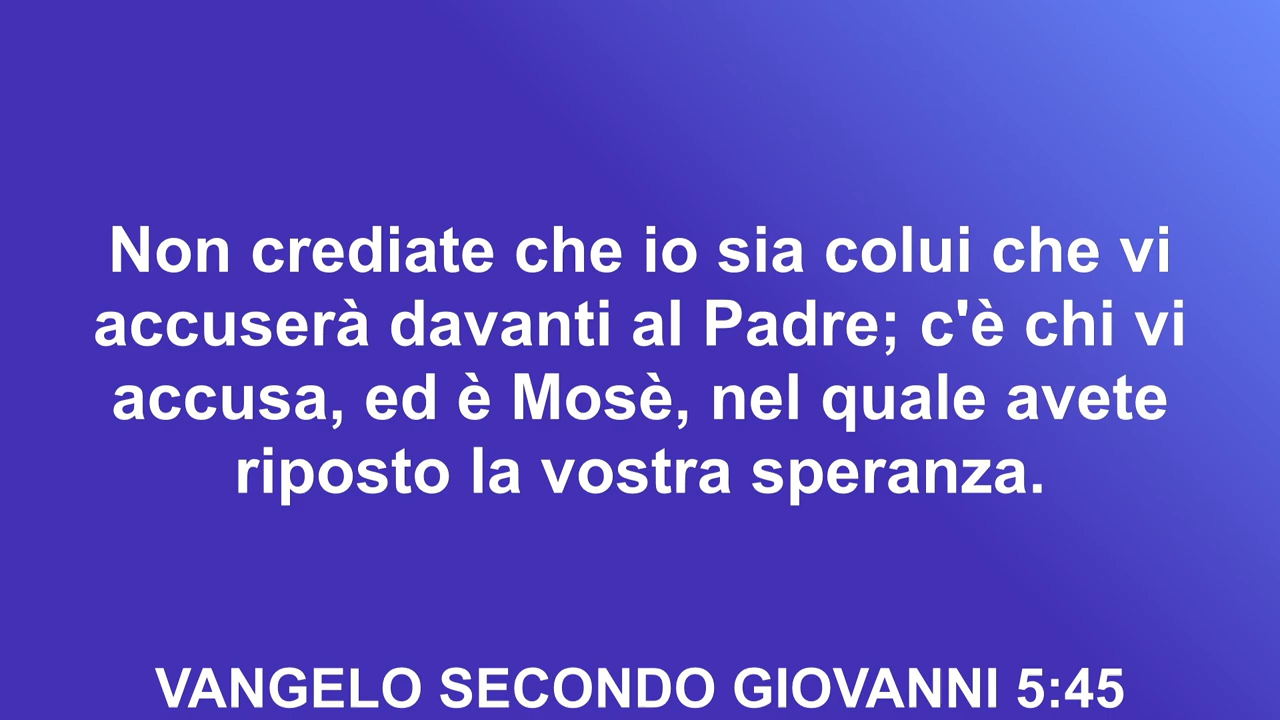 Non crediate che io sia colui che vi
accuserà davanti al Padre; c'è chi vi
accusa, ed è Mosè, nel quale avete
riposto la vostra speranza.
VANGELO SECONDO GIOVANNI 5:45